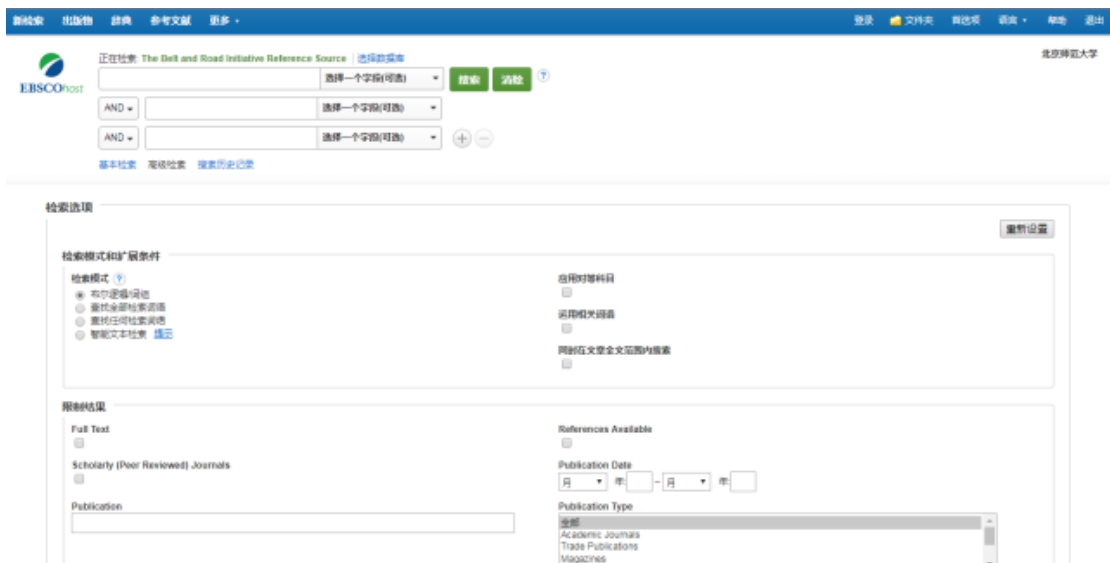 新检索 出版物 辞典 参考文献 更多 登录 文件夹 首选项 语言 帮助 退出
正在检索: The Belt and Road Initiative Reference Source 选择数据库 北京师范大学
EBSCOhost
选择一个字段(可选) 搜索 清除 ?
AND 选择一个字段(可选)
AND 选择一个字段(可选) + −
基本检索 高级检索 搜索历史记录
检索选项
重新设置
检索模式和扩展条件
检索模式 ?
布尔逻辑/词组
查找全部检索词语
查找任何检索词语
智能文本检索 提示
应用对等科目
运用相关词语
同时在文章全文范围内搜索
限制结果
Full Text
References Available
Scholarly (Peer Reviewed) Journals
Publication Date
月 年: – 月 年:
Publication
Publication Type
全部
Academic Journals
Trade Publications
Magazines